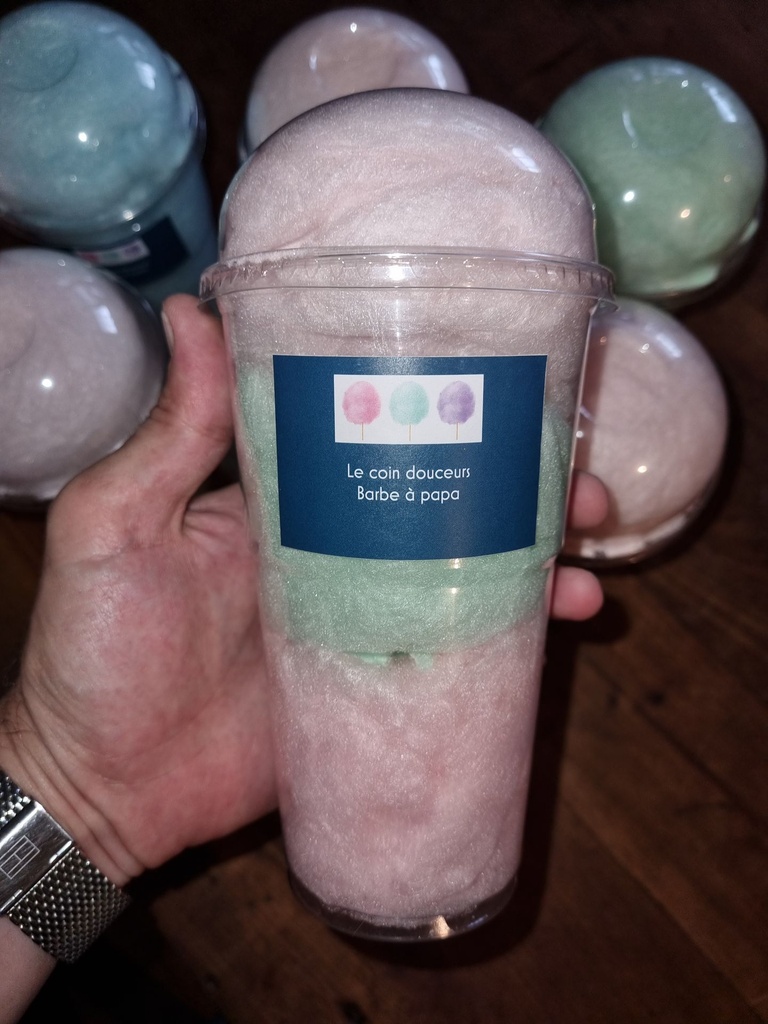 Le coin douceurs
Barbe à papa